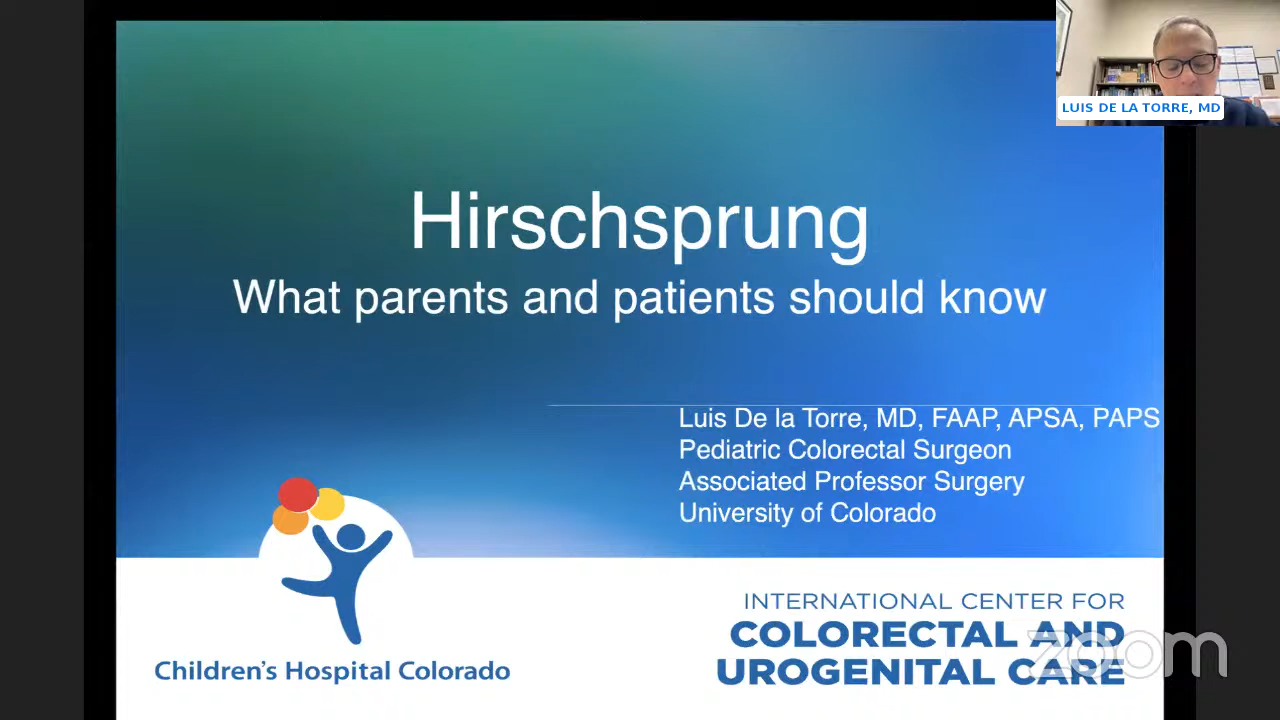 LUIS DE LA TORRE, MD
Hirschsprung
What parents and patients should know
Luis De la Torre, MD, FAAP, APSA, PAPS
Pediatric Colorectal Surgeon
Associated Professor Surgery
University of Colorado
Children's Hospital Colorado
INTERNATIONAL CENTER FOR
COLORECTAL AND
UROGENITAL CARE
zoom